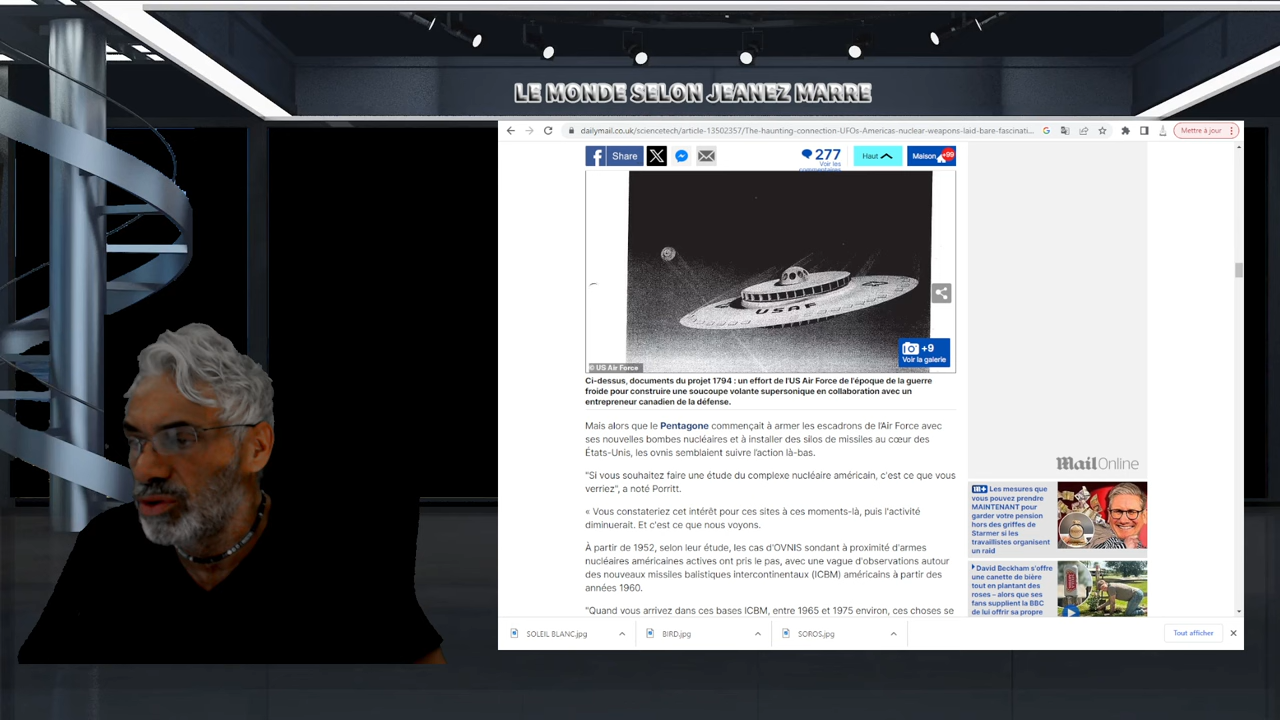 LE MONDE SELON JEANEZ MARRE
dailymail.co.uk/sciencetech/article-13502357/The-haunting-connection-UFOs-Americas-nuclear-weapons-laid-bare-fascinati...
Mettre à jour
Share
277
Voir les
commentaires
Haut
Maison
+99
USAF
+9
Voir la galerie
© US Air Force
Ci-dessus, documents du projet 1794 : un effort de l'US Air Force de l'époque de la guerre
froide pour construire une soucoupe volante supersonique en collaboration avec un
entrepreneur canadien de la défense.
Mais alors que le Pentagone commençait à armer les escadrons de l'Air Force avec
ses nouvelles bombes nucléaires et à installer des silos de missiles au cœur des
États-Unis, les ovnis semblaient suivre l'action là-bas.
"Si vous souhaitez faire une étude du complexe nucléaire américain, c'est ce que vous
verriez", a noté Porritt.
« Vous constateriez cet intérêt pour ces sites à ces moments-là, puis l'activité
diminuerait. Et c'est ce que nous voyons.
À partir de 1952, selon leur étude, les cas d'OVNIS sondant à proximité d'armes
nucléaires américaines actives ont pris le pas, avec une vague d'observations autour
des nouveaux missiles balistiques intercontinentaux (ICBM) américains à partir des
années 1960.
"Quand vous arrivez dans ces bases ICBM, entre 1965 et 1975 environ, ces choses se
MailOnline
Les mesures que
vous pouvez prendre
MAINTENANT pour
garder votre pension
hors des griffes de
Starmer si les
travaillistes organisent
un raid
David Beckham s'offre
une canette de bière
tout en plantant des
roses – alors que ses
fans supplient la BBC
de lui offrir sa propre
SOLEIL BLANC.jpg
BIRD.jpg
SOROS.jpg
Tout afficher